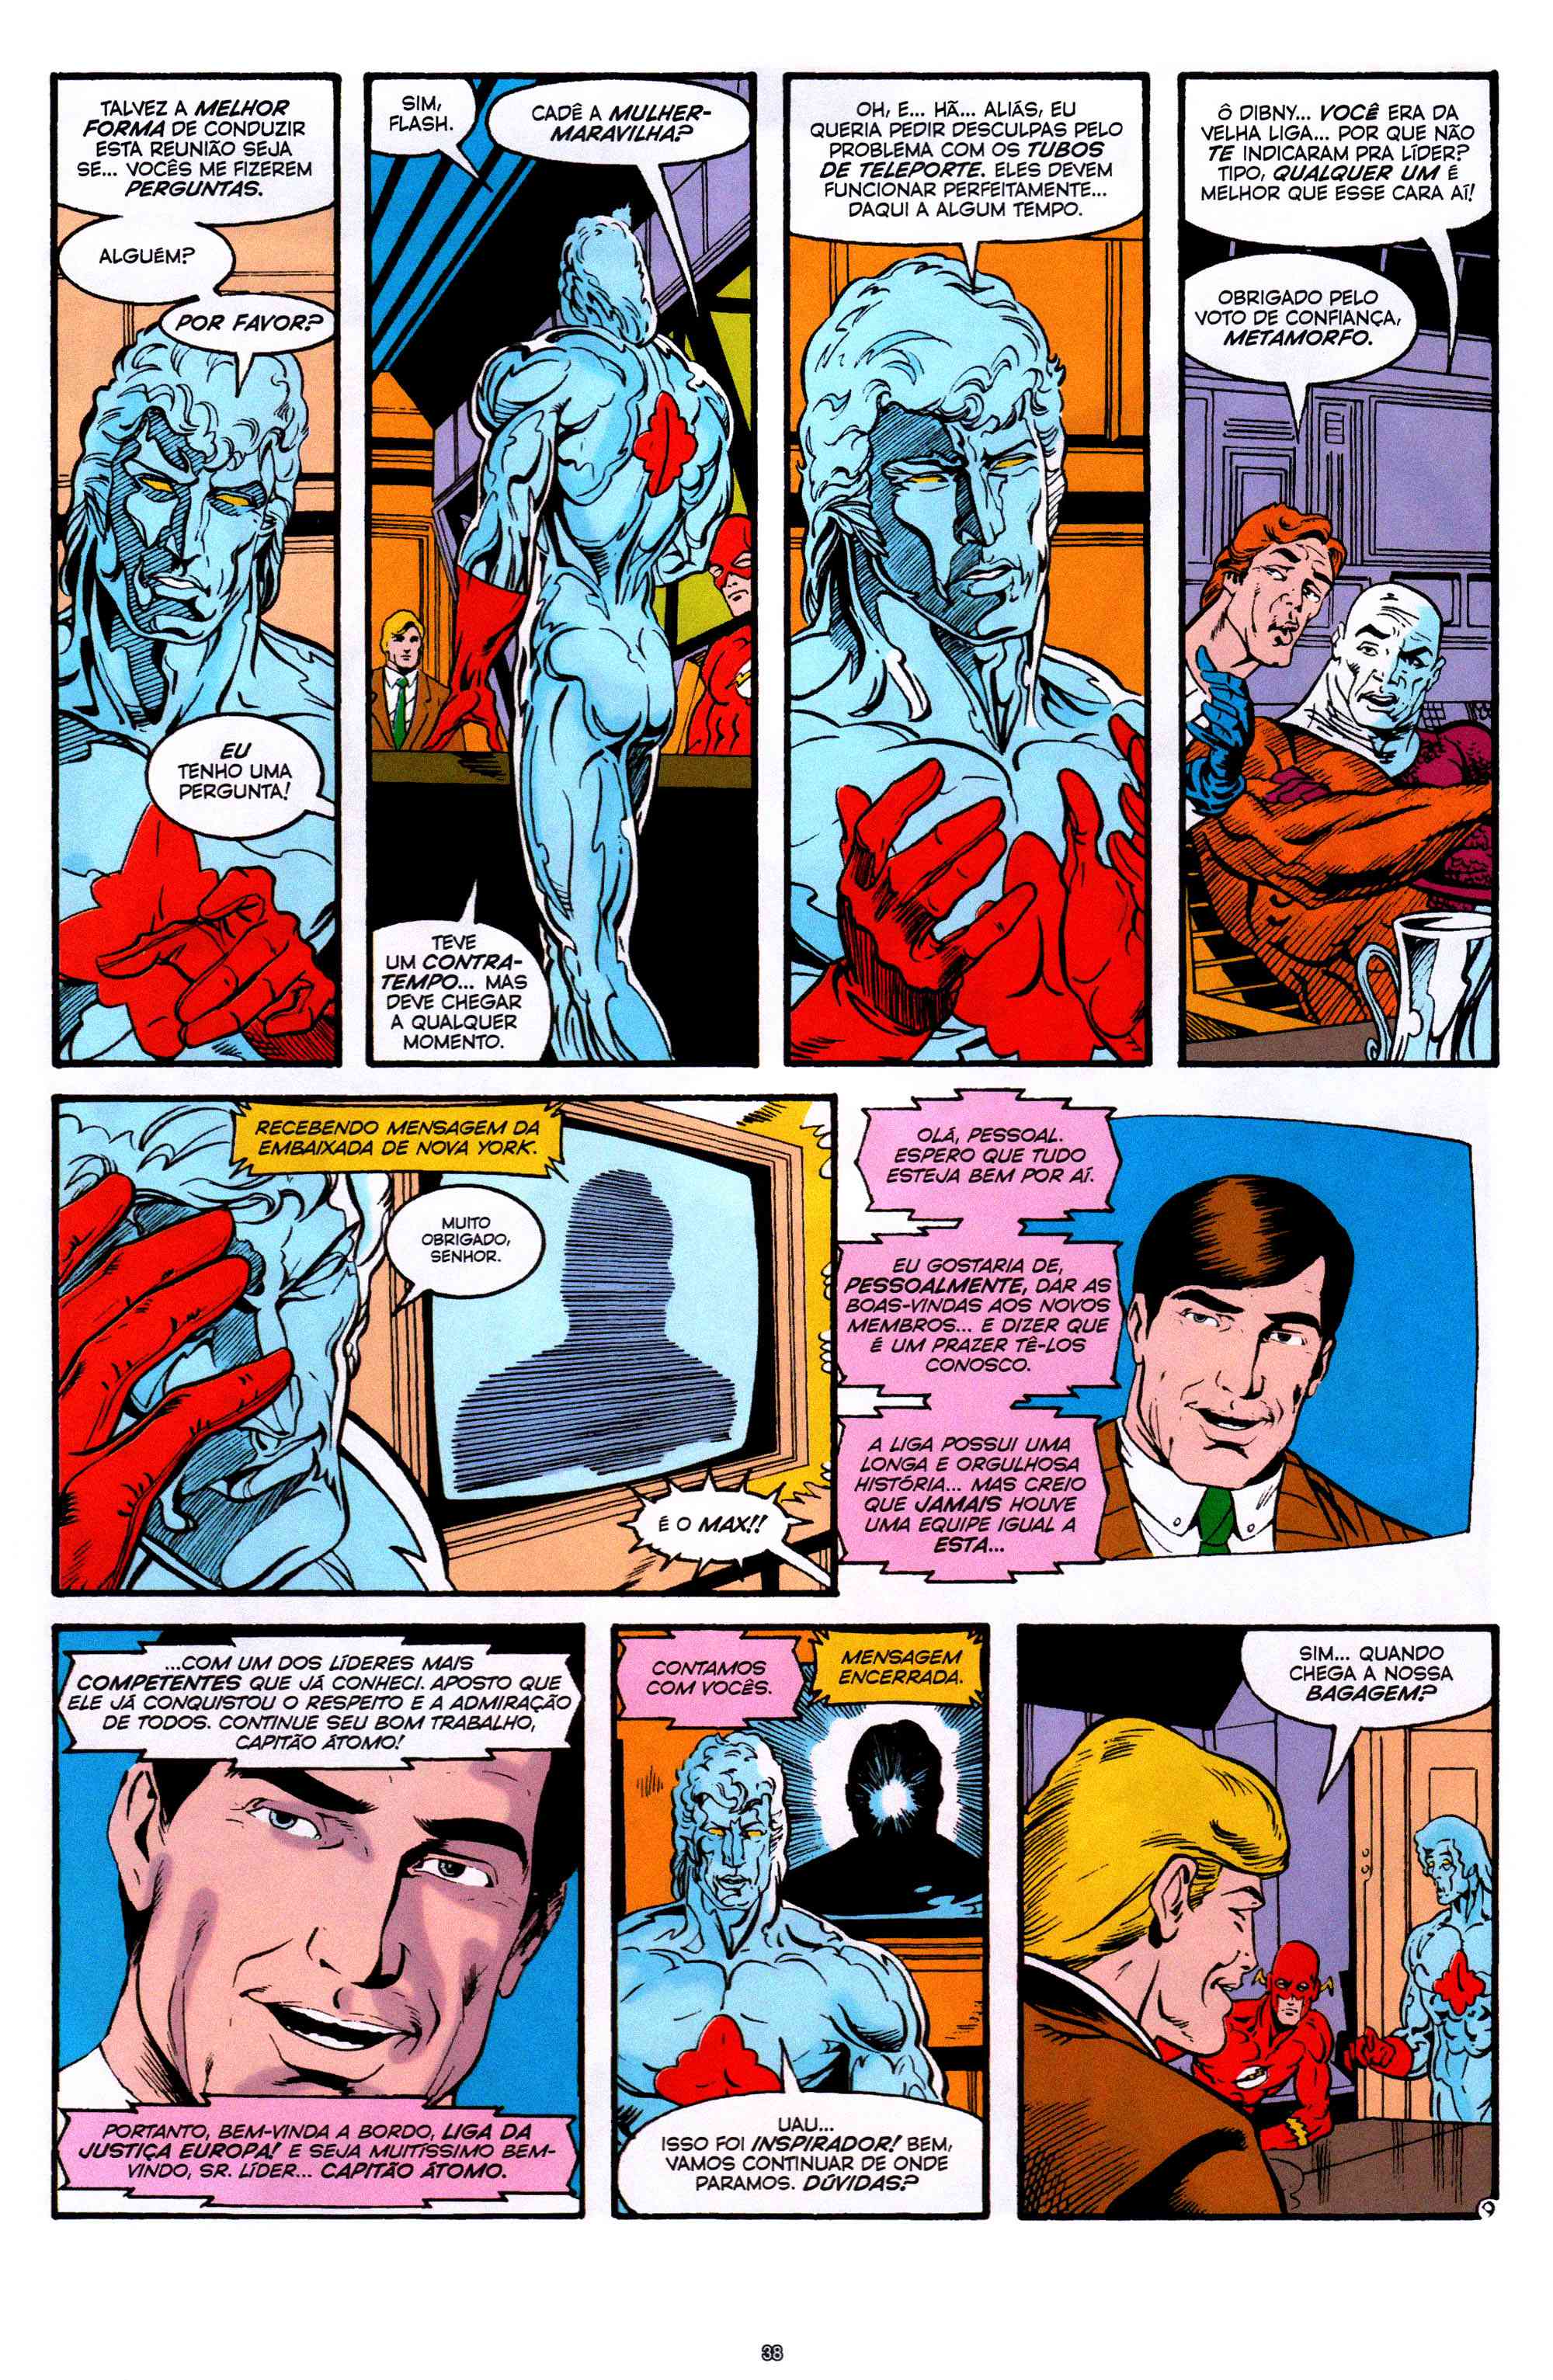 TALVEZ A MELHOR
FORMA DE CONDUZIR
ESTA REUNIÃO SEJA
SE... VOCÊS ME FIZEREM
PERGUNTAS.
ALGUÉM?
POR FAVOR?
EU
TENHO UMA
PERGUNTA!
SIM,
FLASH.
CADÊ A MULHER-
MARAVILHA?
TEVE
UM CONTRA-
TEMPO... MAS
DEVE CHEGAR
A QUALQUER
MOMENTO.
OH, E... HÃ... ALIÁS, EU
QUERIA PEDIR DESCULPAS PELO
PROBLEMA COM OS TUBOS
DE TELEPORTE. ELES DEVEM
FUNCIONAR PERFEITAMENTE...
DAQUI A ALGUM TEMPO.
Ô DIBNY... VOCÊ ERA DA
VELHA LIGA... POR QUE NÃO
TE INDICARAM PRA LÍDER?
TIPO, QUALQUER UM É
MELHOR QUE ESSE CARA AÍ!
OBRIGADO PELO
VOTO DE CONFIANÇA,
METAMORFO.
RECEBENDO MENSAGEM DA
EMBAIXADA DE NOVA YORK.
MUITO
OBRIGADO,
SENHOR.
É O MAX!!
OLÁ, PESSOAL.
ESPERO QUE TUDO
ESTEJA BEM POR AÍ.
EU GOSTARIA DE,
PESSOALMENTE, DAR AS
BOAS-VINDAS AOS NOVOS
MEMBROS... E DIZER QUE
É UM PRAZER TÊ-LOS
CONOSCO.
A LIGA POSSUI UMA
LONGA E ORGULHOSA
HISTÓRIA... MAS CREIO
QUE JAMAIS HOUVE
UMA EQUIPE IGUAL A
ESTA...
...COM UM DOS LÍDERES MAIS
COMPETENTES QUE JÁ CONHECI. APOSTO QUE
ELE JÁ CONQUISTOU O RESPEITO E A ADMIRAÇÃO
DE TODOS. CONTINUE SEU BOM TRABALHO,
CAPITÃO ÁTOMO!
PORTANTO, BEM-VINDA A BORDO, LIGA DA
JUSTIÇA EUROPA! E SEJA MUITÍSSIMO BEM-
VINDO, SR. LÍDER... CAPITÃO ÁTOMO.
CONTAMOS
COM VOCÊS.
MENSAGEM
ENCERRADA.
UAU...
ISSO FOI INSPIRADOR! BEM,
VAMOS CONTINUAR DE ONDE
PARAMOS. DÚVIDAS?
SIM... QUANDO
CHEGA A NOSSA
BAGAGEM?
9
38